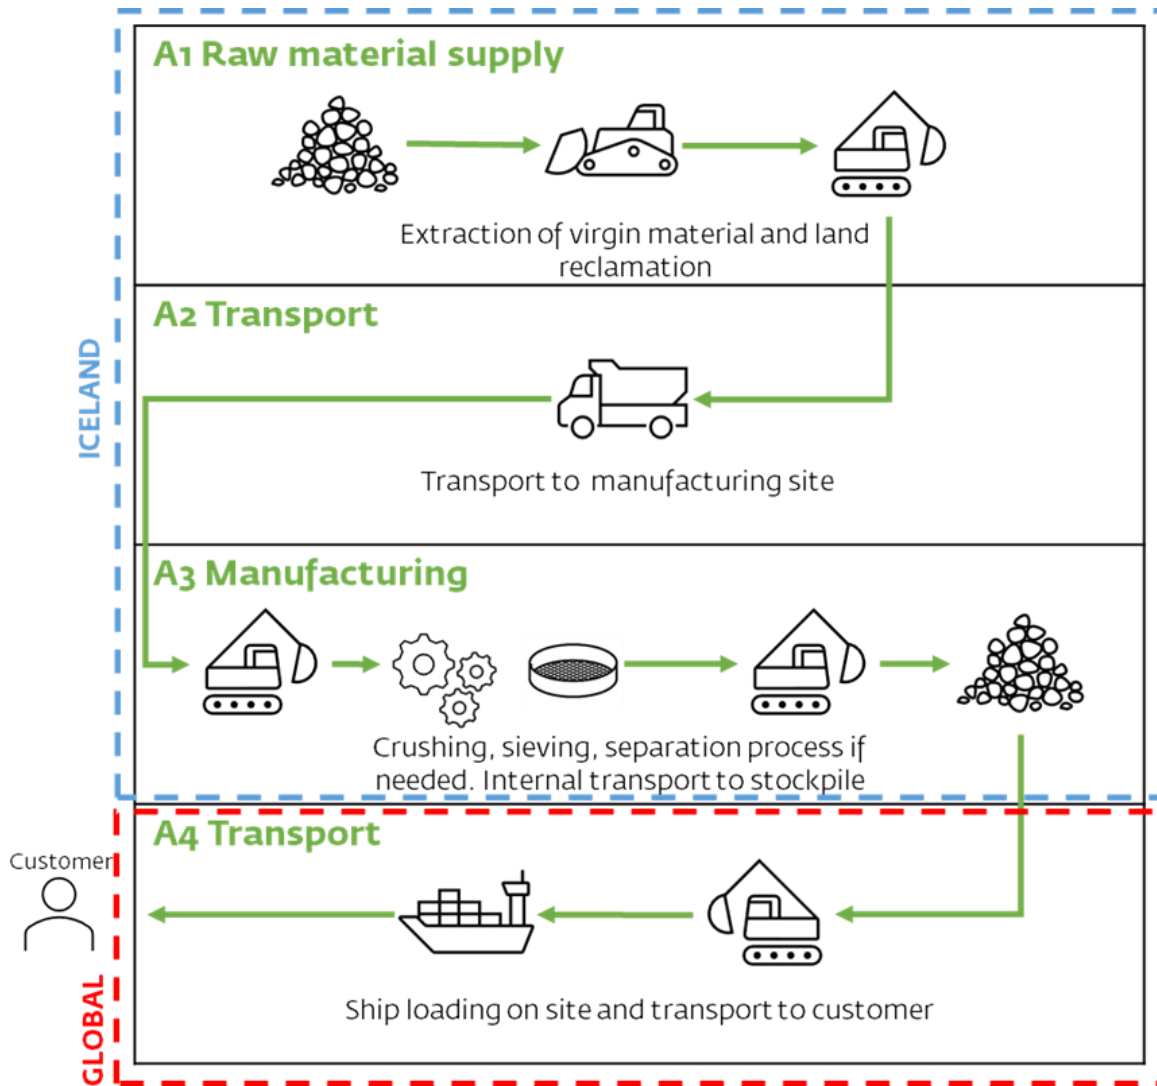 A1 Raw material supply
Extraction of virgin material and land
reclamation
A2 Transport
ICELAND
Transport to manufacturing site
A3 Manufacturing
Crushing, sieving, separation process if
needed. Internal transport to stockpile
A4 Transport
Customer
GLOBAL
Ship loading on site and transport to customer